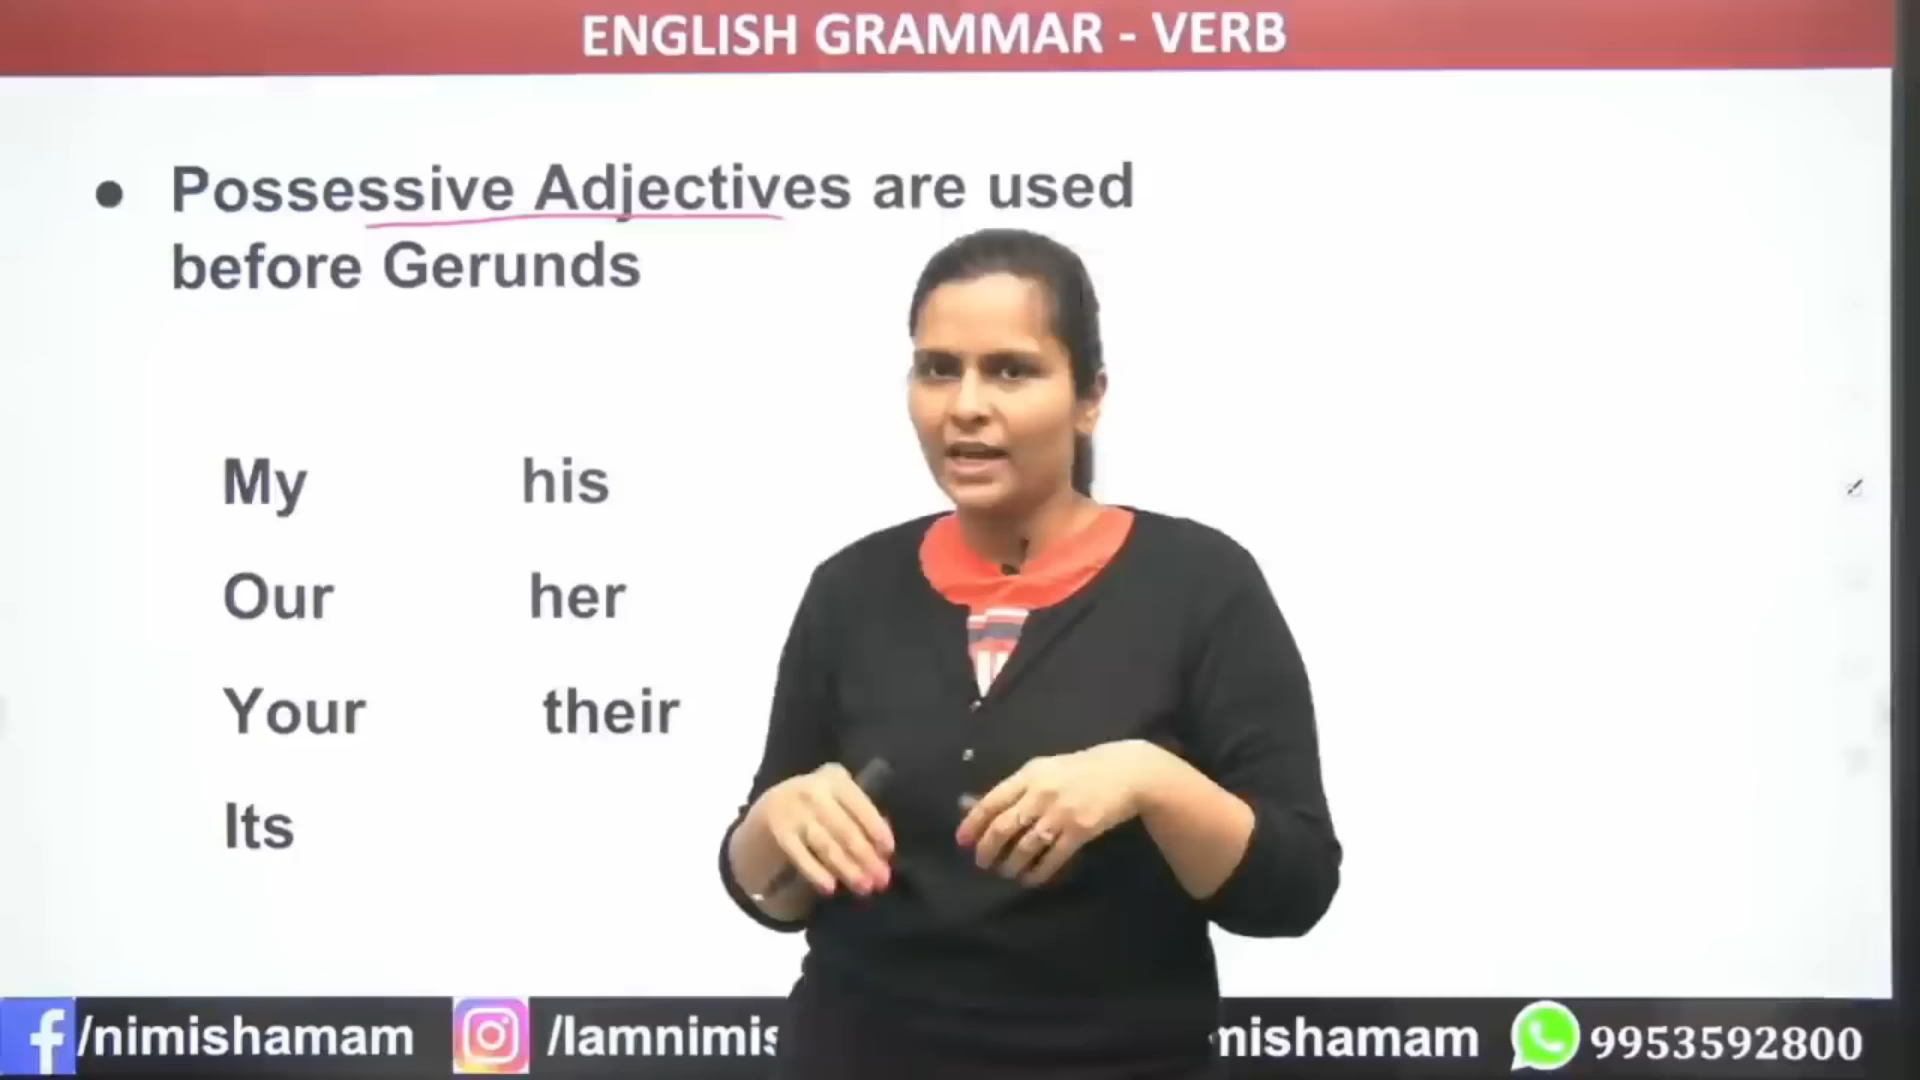 ENGLISH GRAMMAR - VERB
● Possessive Adjectives are used
before Gerunds
My his
Our her
Your their
Its
/nimishamam /Iamnimis nishamam 9953592800